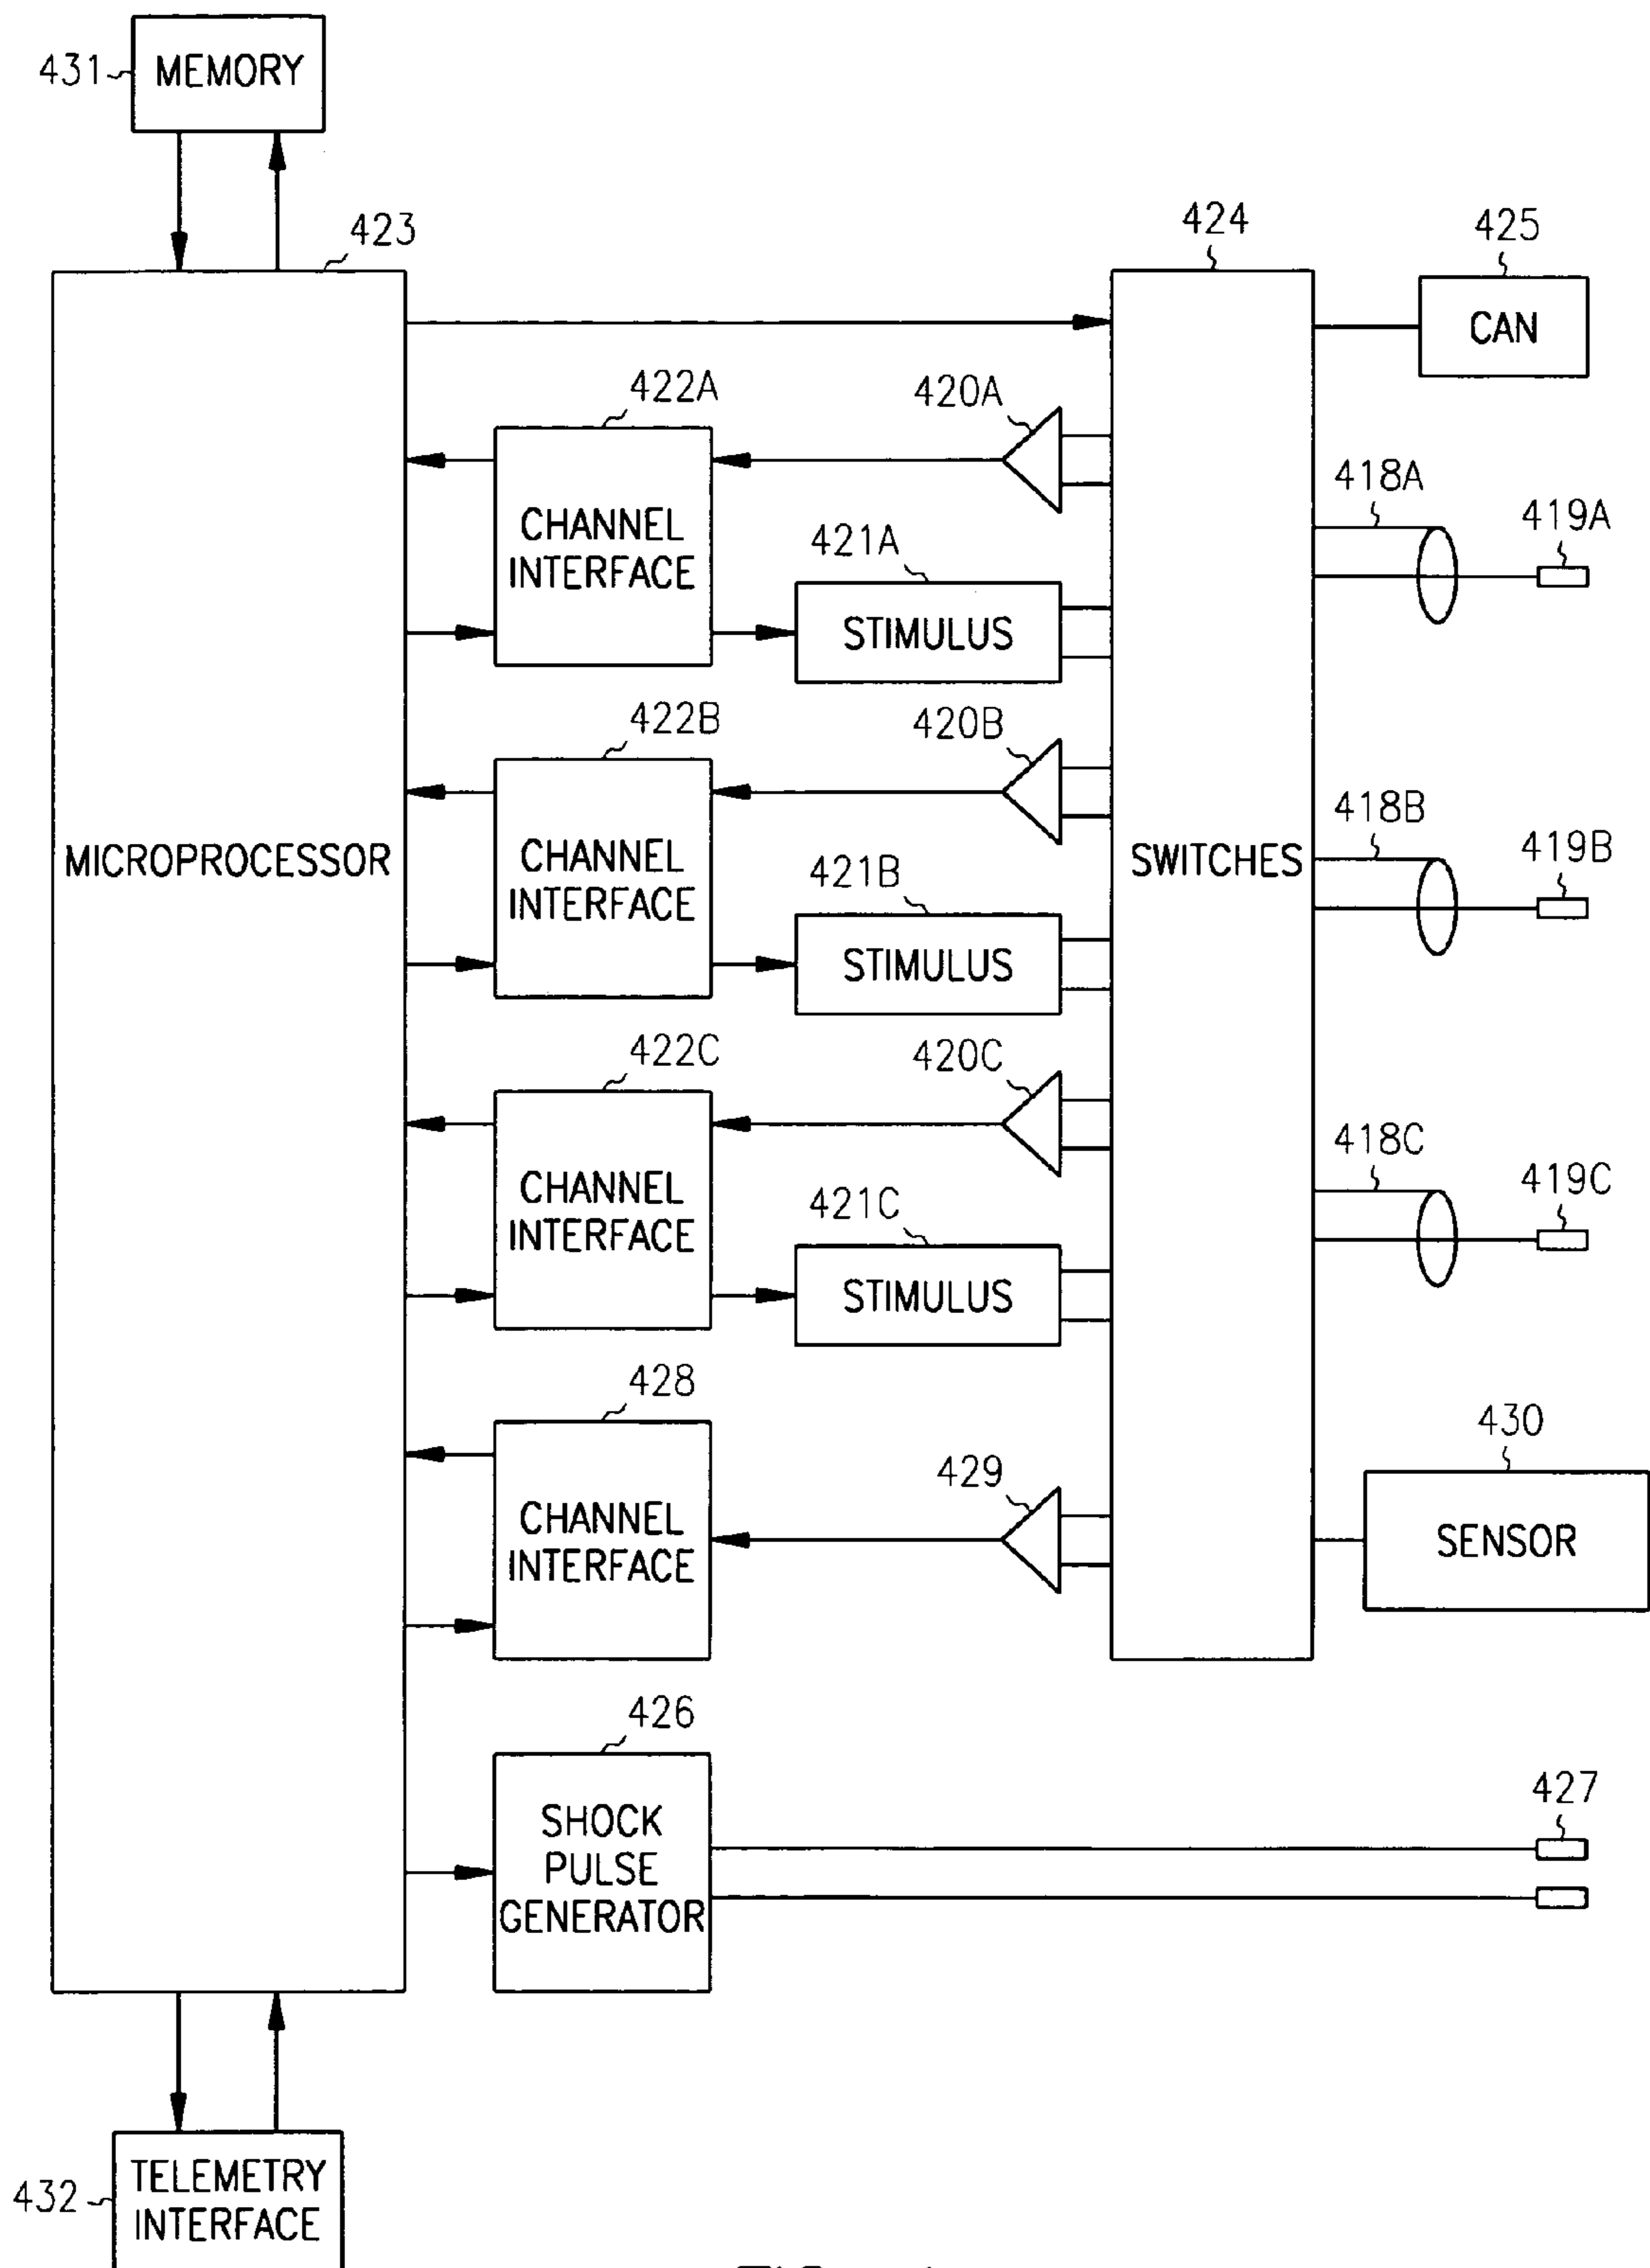 431
MEMORY
423
424
425
CAN
422A
420A
418A
419A
CHANNEL
INTERFACE
421A
STIMULUS
422B
420B
418B
419B
MICROPROCESSOR
CHANNEL
INTERFACE
421B
SWITCHES
STIMULUS
422C
420C
418C
419C
CHANNEL
INTERFACE
421C
STIMULUS
428
429
430
CHANNEL
INTERFACE
SENSOR
426
427
SHOCK
PULSE
GENERATOR
432
TELEMETRY
INTERFACE